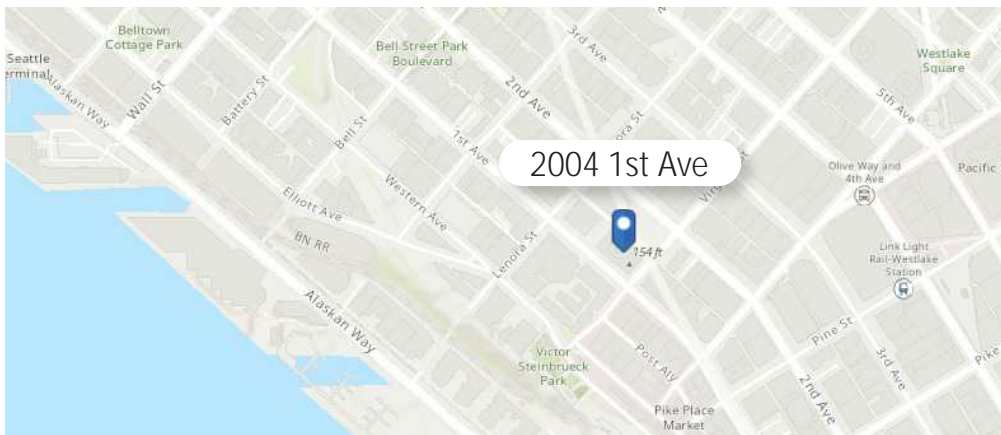 Belltown
Cottage Park
Seattle
Terminal
Alaskan Way
Wall St
Battery St
Bell St
Bell Street Park
Boulevard
3rd Ave
2nd Ave
1st Ave
Westlake
Square
5th Ave
2004 1st Ave
Olive Way and
4th Ave
Pacific
Elliott Ave
Western Ave
BN RR
Lenora St
154 ft
Link Light
Rail-Westlake
Station
Alaskan Way
Pine St
Post Aly
Victor
Steinbrueck
Park
3rd Ave
Pike
2nd Ave
Pike Place
Market